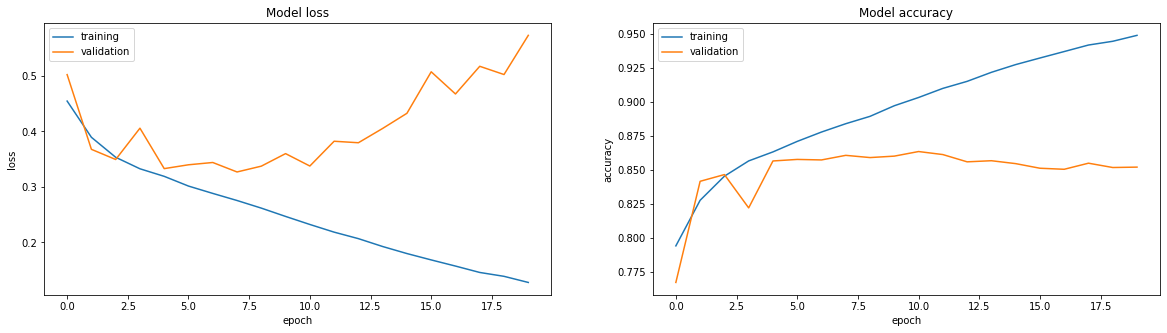 Model loss
training
validation
0.5
0.4
0.3
0.2
loss
0.0
2.5
5.0
7.5
10.0
12.5
15.0
17.5
epoch
Model accuracy
training
validation
0.950
0.925
0.900
0.875
0.850
0.825
0.800
0.775
accuracy
0.0
2.5
5.0
7.5
10.0
12.5
15.0
17.5
epoch